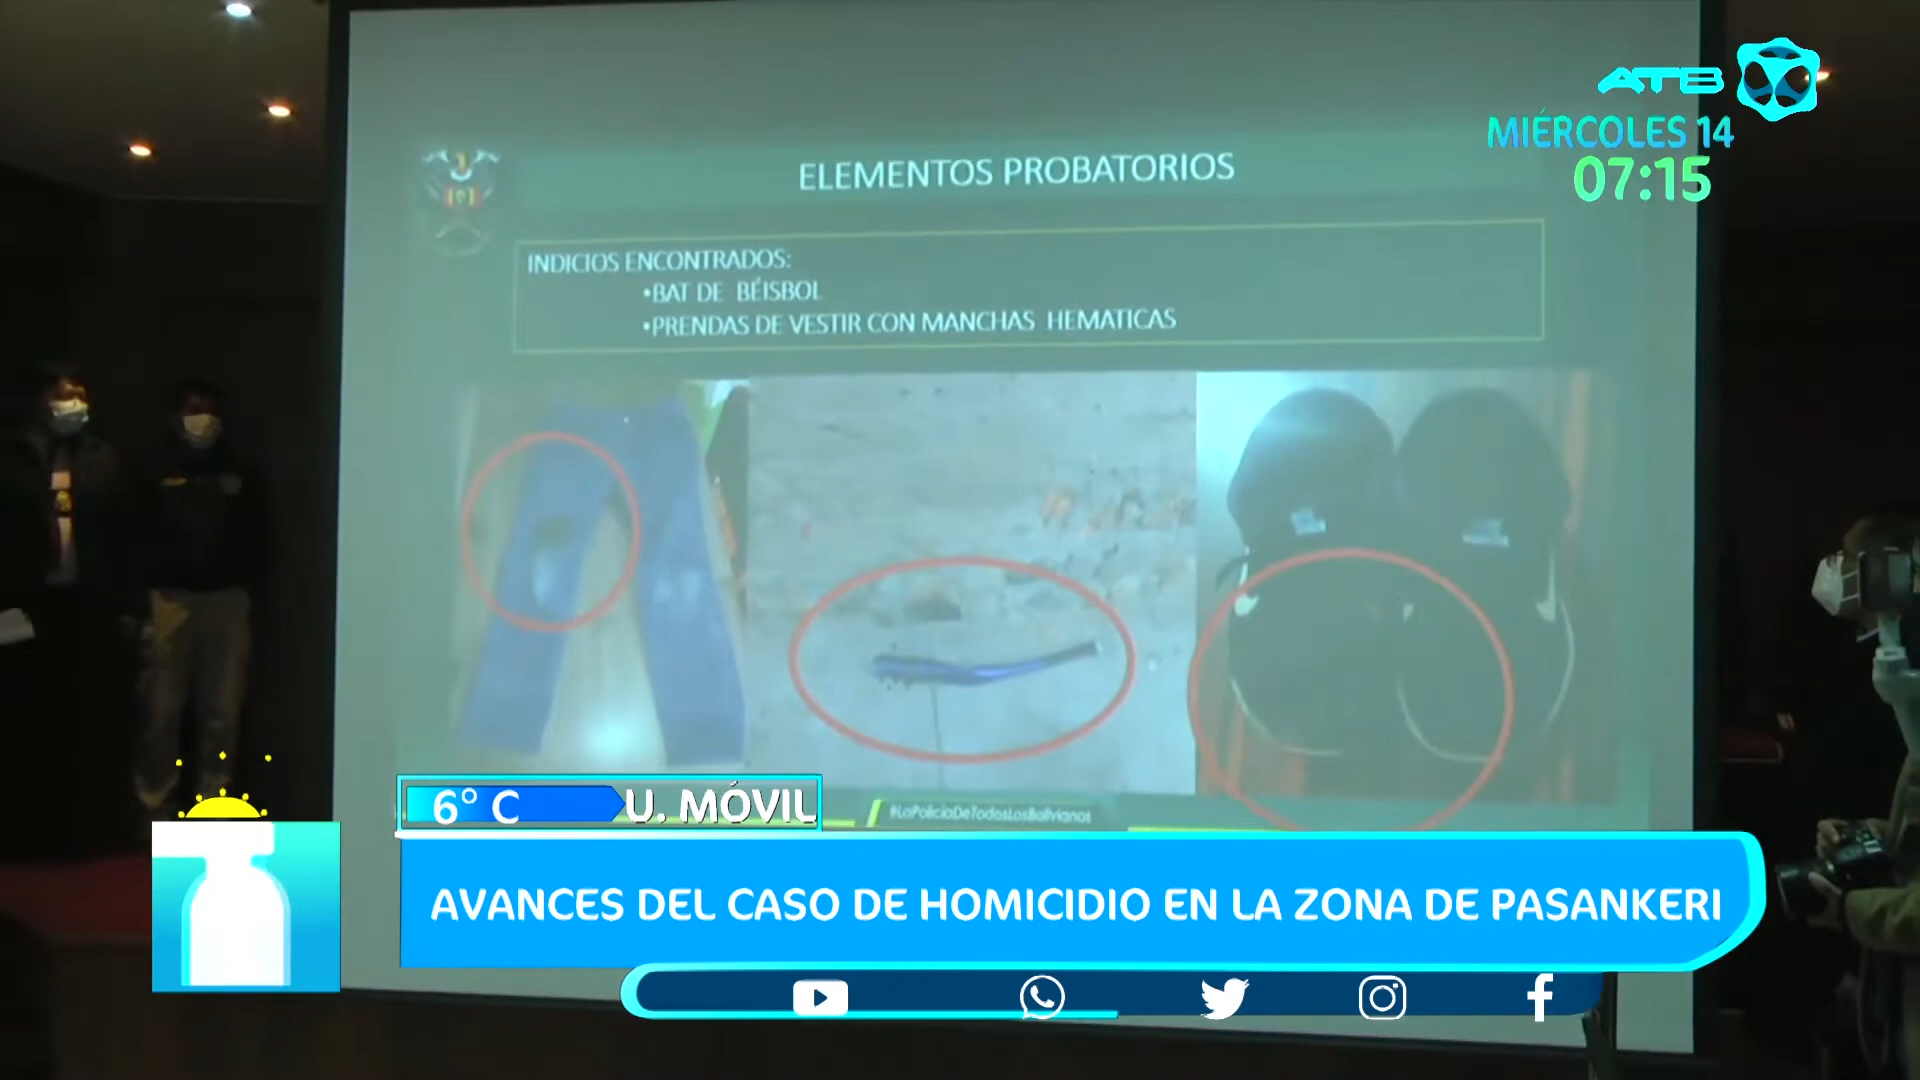 ATB
MIÉRCOLES 14
07:15
ELEMENTOS PROBATORIOS
INDICIOS ENCONTRADOS:
•BAT DE BÉISBOL
•PRENDAS DE VESTIR CON MANCHAS HEMATICAS
6° C U. MÓVIL
#LaPolicíaDeTodosLosBolivianos
AVANCES DEL CASO DE HOMICIDIO EN LA ZONA DE PASANKERI